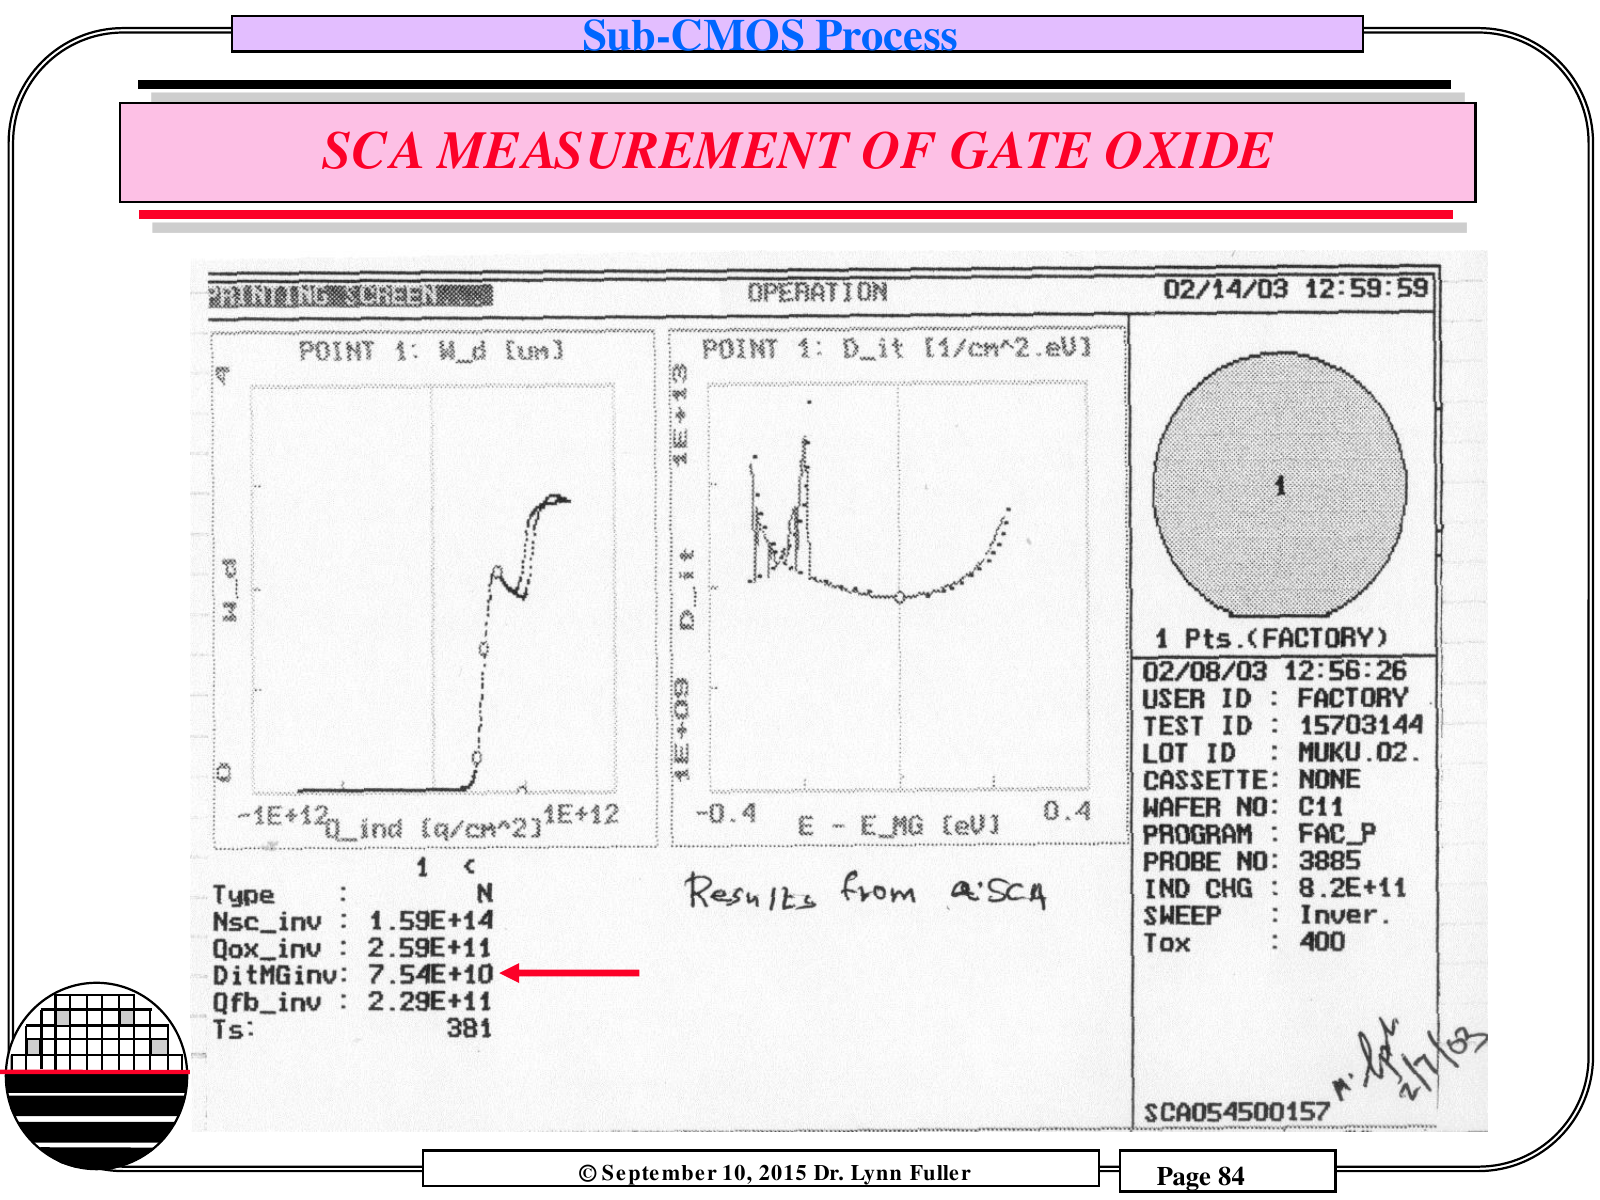 Sub-CMOS Process
SCA MEASUREMENT OF GATE OXIDE
PRINTING SCREEN
OPERATION
02/14/03 12:59:59
POINT 1: W_d [um]
4
W_d
0
-1E+12
Q_ind [q/cm^2]
1E+12
POINT 1: D_it [1/cm^2.eV]
1E+13
D_it
1E+09
-0.4
E - E_MG [eV]
0.4
1
1 Pts.(FACTORY)
02/08/03 12:56:26
USER ID : FACTORY
TEST ID : 15703144
LOT ID : MUKU.02.
CASSETTE: NONE
WAFER NO: C11
PROGRAM : FAC_P
PROBE NO: 3885
IND CHG : 8.2E+11
SWEEP : Inver.
Tox : 400
1 <
Type : N
Nsc_inv : 1.59E+14
Qox_inv : 2.59E+11
DitMGinv: 7.54E+10
Qfb_inv : 2.29E+11
Ts: 381
Results from a SCA
2/7/03
SCA054500157
© September 10, 2015 Dr. Lynn Fuller
Page 84